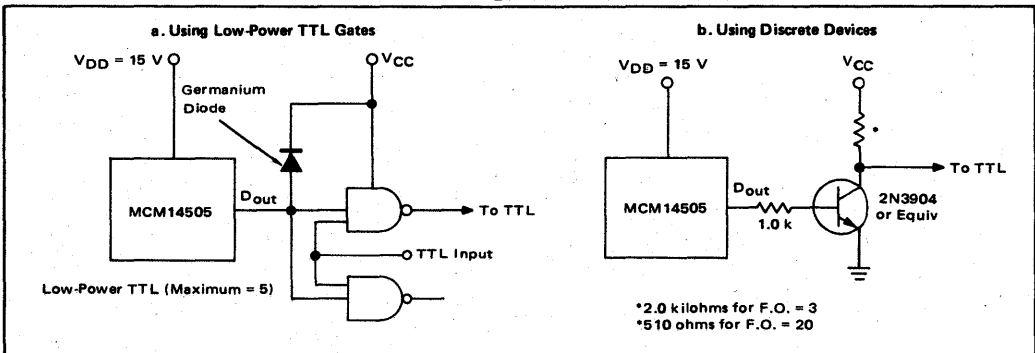 a. Using Low-Power TTL Gates
VDD = 15 V
VCC
Germanium
Diode
MCM14505
Dout
To TTL
TTL Input
Low-Power TTL (Maximum = 5)
b. Using Discrete Devices
VDD = 15 V
VCC
*
To TTL
MCM14505
Dout
1.0 k
2N3904
or Equiv
*2.0 kilohms for F.O. = 3
*510 ohms for F.O. = 20